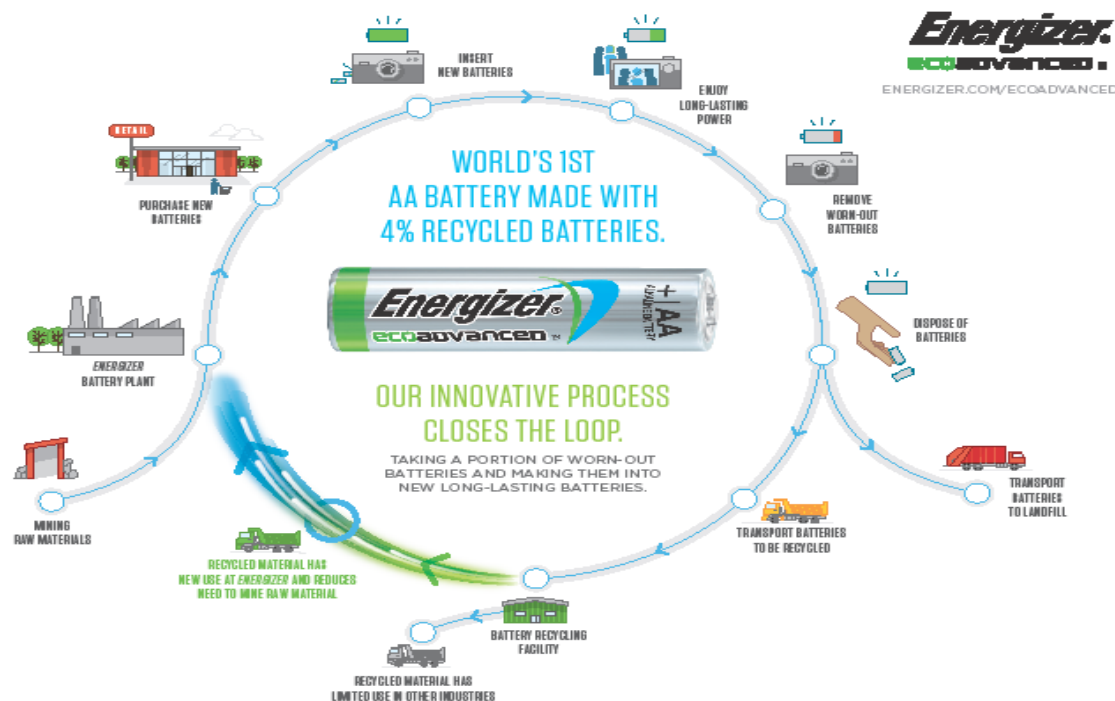 Energizer.
ecoadvanced.
ENERGIZER.COM/ECOADVANCED
INSERT
NEW BATTERIES
ENJOY
LONG-LASTING
POWER
RETAIL
PURCHASE NEW
BATTERIES
REMOVE
WORN-OUT
BATTERIES
WORLD'S 1ST
AA BATTERY MADE WITH
4% RECYCLED BATTERIES.
Energizer
ecoadvanced
+ AA
ALKALINE BATTERY
DISPOSE OF
BATTERIES
ENERGIZER
BATTERY PLANT
OUR INNOVATIVE PROCESS
CLOSES THE LOOP.
TAKING A PORTION OF WORN-OUT
BATTERIES AND MAKING THEM INTO
NEW LONG-LASTING BATTERIES.
MINING
RAW MATERIALS
TRANSPORT
BATTERIES
TO LANDFILL
TRANSPORT BATTERIES
TO BE RECYCLED
RECYCLED MATERIAL HAS
NEW USE AT ENERGIZER AND REDUCES
NEED TO MINE RAW MATERIAL
BATTERY RECYCLING
FACILITY
RECYCLED MATERIAL HAS
LIMITED USE IN OTHER INDUSTRIES